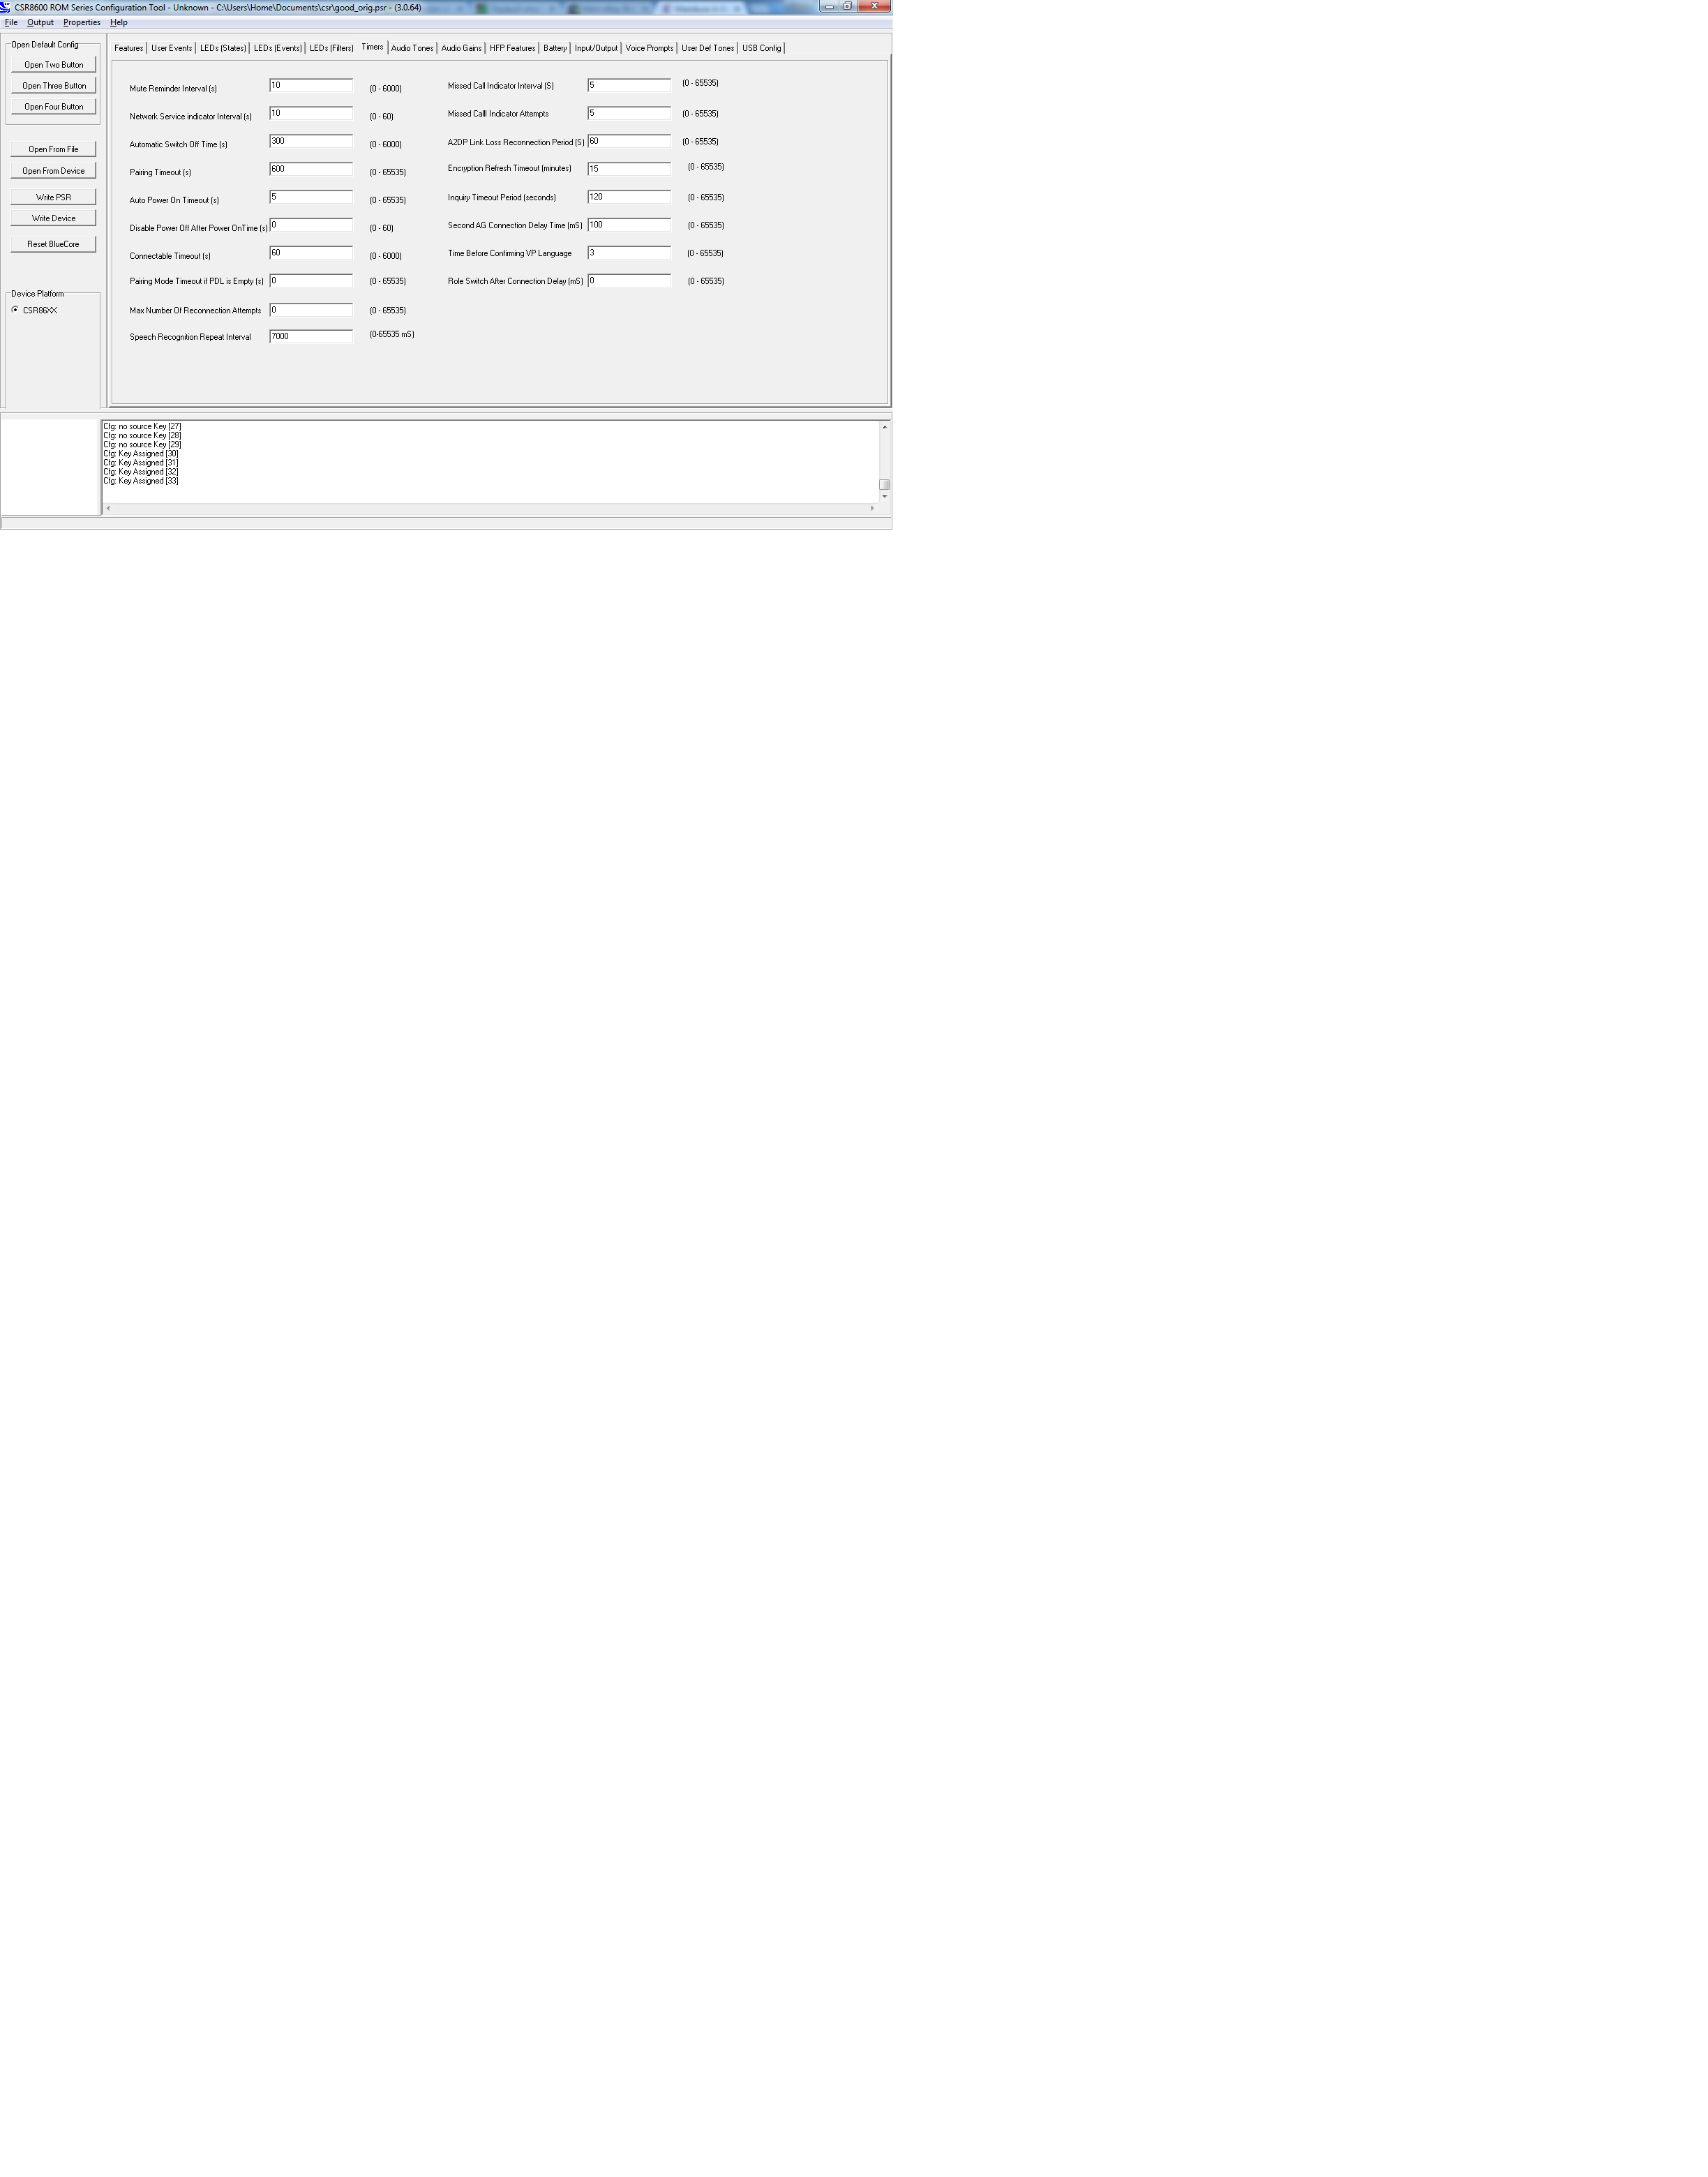 CSR8600 ROM Series Configuration Tool - Unknown - C:\Users\Home\Documents\csr\good_orig.psr - (3.0.64)
File Output Properties Help
Open Default Config
Open Two Button
Open Three Button
Open Four Button
Open From File
Open From Device
Write PSR
Write Device
Reset BlueCore
Device Platform
CSR86XX
Features User Events LEDs (States) LEDs (Events) LEDs (Filters) Timers Audio Tones Audio Gains HFP Features Battery Input/Output Voice Prompts User Def Tones USB Config
Mute Reminder Interval (s) 10 (0 - 6000)
Network Service indicator Interval (s) 10 (0 - 60)
Automatic Switch Off Time (s) 300 (0 - 6000)
Pairing Timeout (s) 600 (0 - 65535)
Auto Power On Timeout (s) 5 (0 - 65535)
Disable Power Off After Power OnTime (s) 0 (0 - 60)
Connectable Timeout (s) 60 (0 - 6000)
Pairing Mode Timeout if PDL is Empty (s) 0 (0 - 65535)
Max Number Of Reconnection Attempts 0 (0 - 65535)
Speech Recognition Repeat Interval 7000 (0-65535 mS)
Missed Call Indicator Interval (S) 5 (0 - 65535)
Missed Calll Indicator Attempts 5 (0 - 65535)
A2DP Link Loss Reconnection Period (S) 60 (0 - 65535)
Encryption Refresh Timeout (minutes) 15 (0 - 65535)
Inquiry Timeout Period (seconds) 120 (0 - 65535)
Second AG Connection Delay Time (mS) 100 (0 - 65535)
Time Before Confirming VP Language 3 (0 - 65535)
Role Switch After Connection Delay (mS) 0 (0 - 65535)
Cfg: no source Key [27]
Cfg: no source Key [28]
Cfg: no source Key [29]
Cfg: Key Assigned [30]
Cfg: Key Assigned [31]
Cfg: Key Assigned [32]
Cfg: Key Assigned [33]